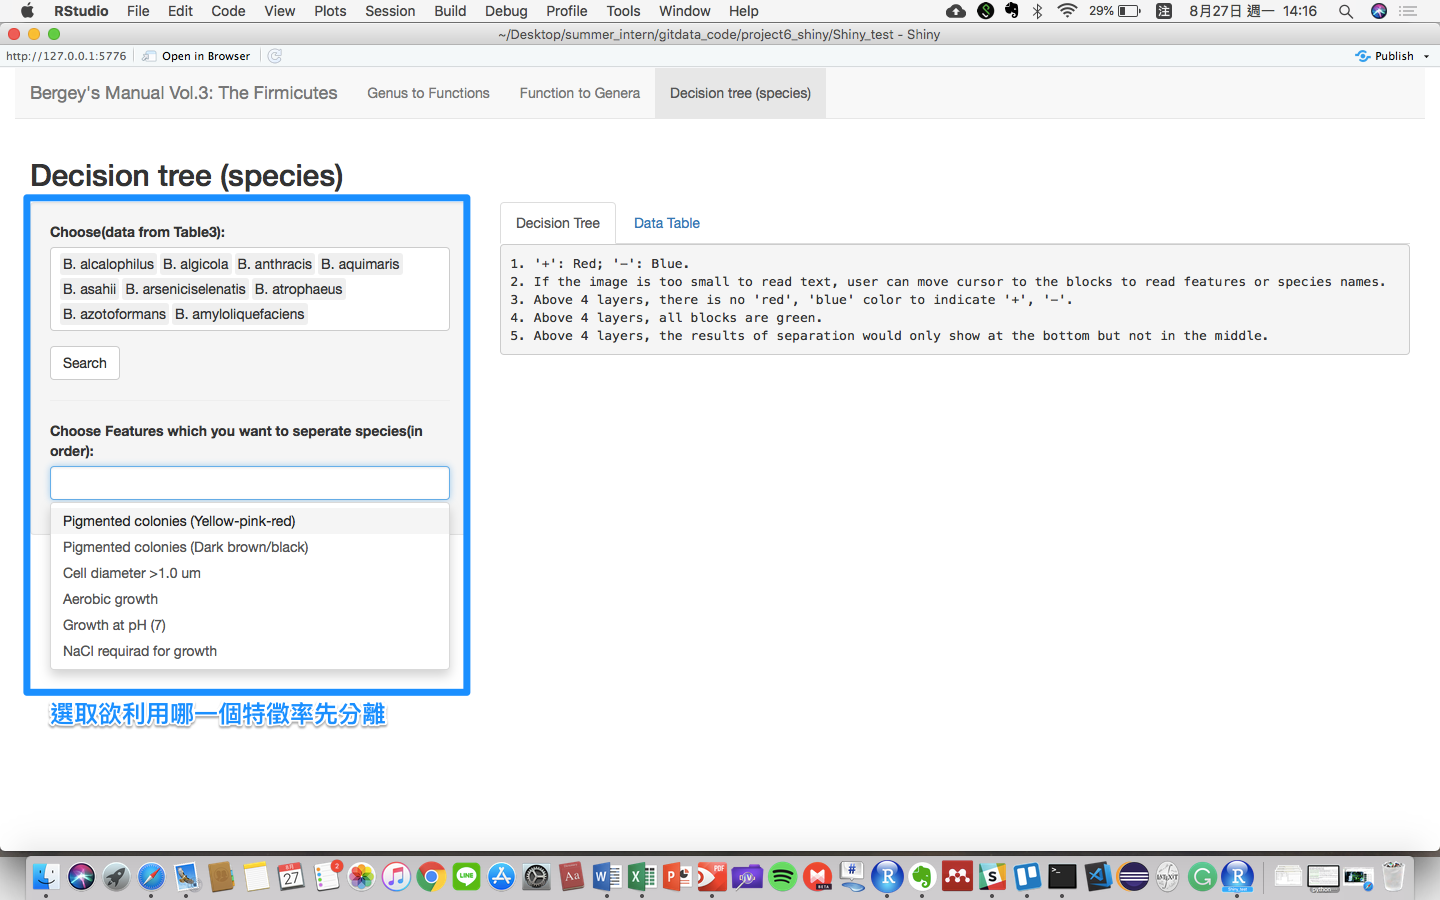 RStudio File Edit Code View Plots Session Build Debug Profile Tools Window Help 29% 注 8月27日 週一 14:16
~/Desktop/summer_intern/gitdata_code/project6_shiny/Shiny_test - Shiny
http://127.0.0.1:5776 Open in Browser Publish
Bergey's Manual Vol.3: The Firmicutes Genus to Functions Function to Genera Decision tree (species)
Decision tree (species)
Choose(data from Table3):
B. alcalophilus B. algicola B. anthracis B. aquimaris
B. asahii B. arseniciselenatis B. atrophaeus
B. azotoformans B. amyloliquefaciens
Search
Choose Features which you want to seperate species(in
order):
Pigmented colonies (Yellow-pink-red)
Pigmented colonies (Dark brown/black)
Cell diameter >1.0 um
Aerobic growth
Growth at pH (7)
NaCl requirad for growth
選取欲利用哪一個特徵率先分離
Decision Tree Data Table
1. '+': Red; '−': Blue.
2. If the image is too small to read text, user can move cursor to the blocks to read features or species names.
3. Above 4 layers, there is no 'red', 'blue' color to indicate '+', '−'.
4. Above 4 layers, all blocks are green.
5. Above 4 layers, the results of separation would only show at the bottom but not in the middle.